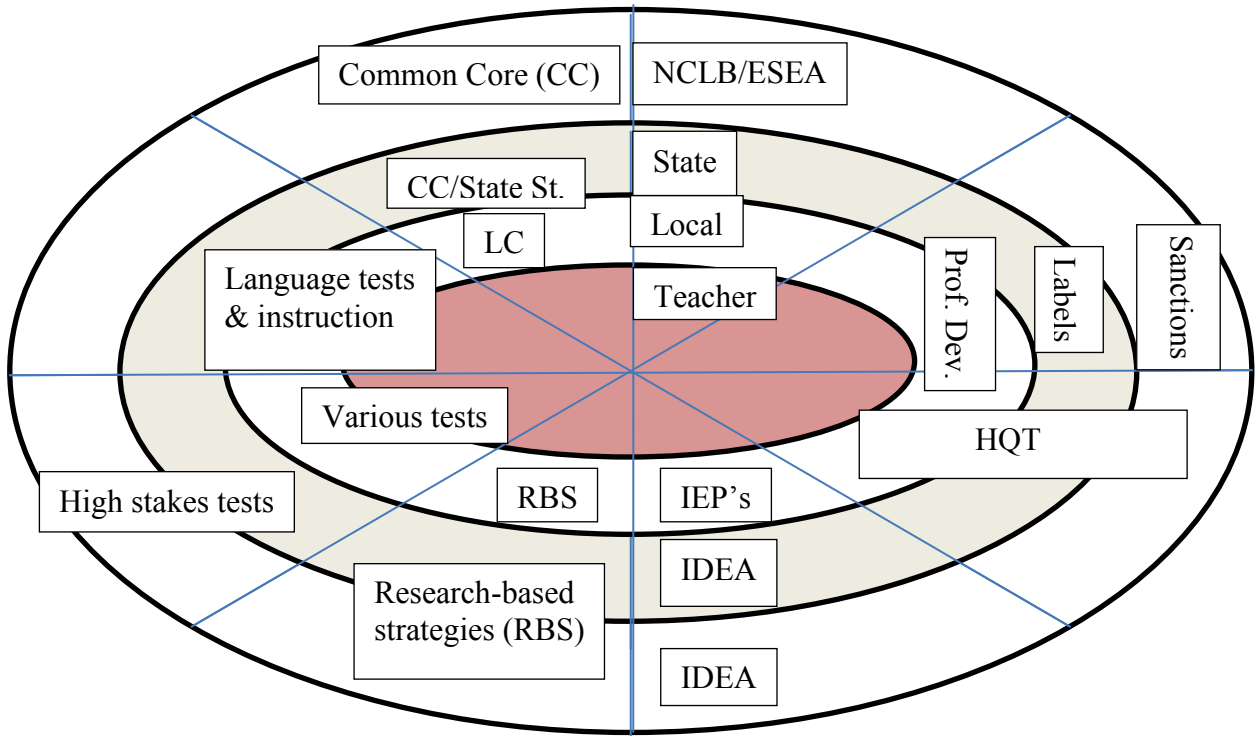 Common Core (CC)
NCLB/ESEA
CC/State St.
State
LC
Local
Language tests
& instruction
Teacher
Prof. Dev.
Labels
Sanctions
Various tests
HQT
High stakes tests
RBS
IEP’s
Research-based
strategies (RBS)
IDEA
IDEA